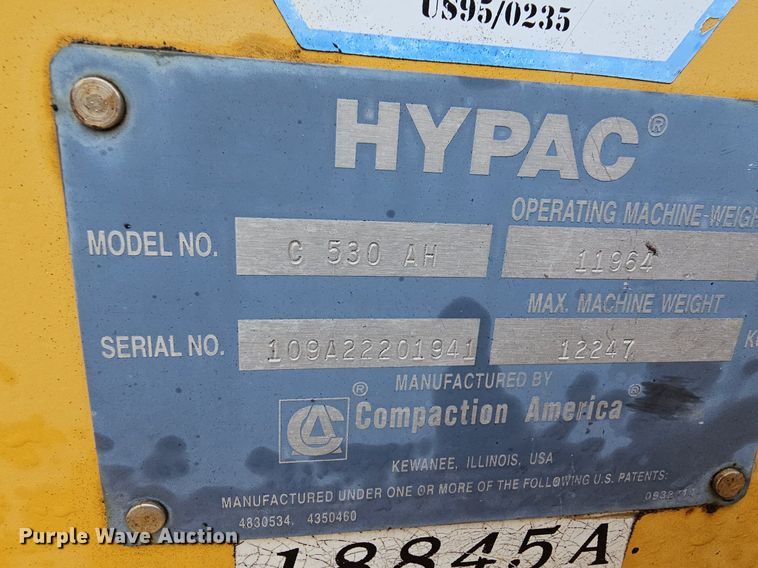 US95/0235
HYPAC®
OPERATING MACHINE-WEIGH
MODEL NO. C 530 AH 11964
MAX. MACHINE WEIGHT
SERIAL NO. 109A22201941 12247 K
MANUFACTURED BY
CA® Compaction America®
KEWANEE, ILLINOIS, USA
MANUFACTURED UNDER ONE OR MORE OF THE FOLLOWING U.S. PATENTS:
4830534, 4350460
18845A.
Purple Wave Auction